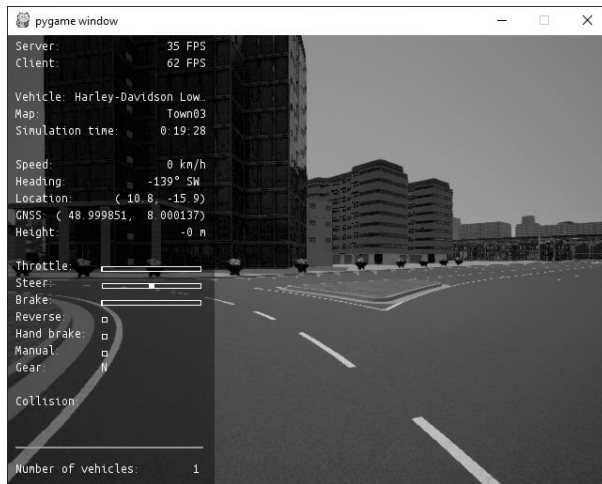 pygame window
Server: 35 FPS
Client: 62 FPS
Vehicle: Harley-Davidson Low…
Map: Town03
Simulation time: 0:19:28
Speed: 0 km/h
Heading: -139° SW
Location: ( 10.8, -15.9)
GNSS: ( 48.999851, 8.000137)
Height: -0 m
Throttle:
Steer:
Brake:
Reverse:
Hand brake:
Manual:
Gear: N
Collision:
Number of vehicles: 1